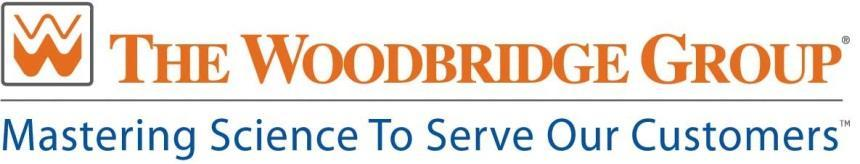 THE WOODBRIDGE GROUP®
Mastering Science To Serve Our Customers™